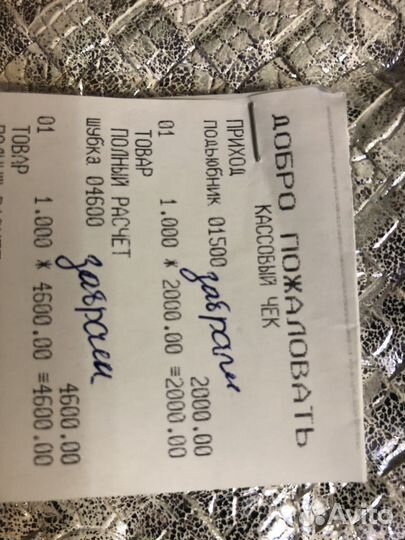 ДОБРО ПОЖАЛОВАТЬ
КАССОВЫЙ ЧЕК
ПРИХОД
подъюбник 01500 забрали 2000.00
01 1.000 * 2000.00 =2000.00
ТОВАР
ПОЛНЫЙ РАСЧЕТ
шубка 04600 забрали 4600.00
01 1.000 * 4600.00 =4600.00
ТОВАР
Avito